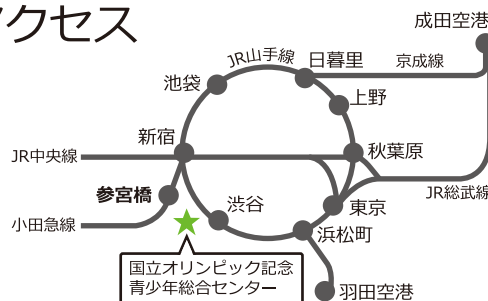 アクセス
成田空港
JR山手線
日暮里
京成線
池袋
上野
新宿
秋葉原
JR中央線
参宮橋
渋谷
東京
JR総武線
小田急線
浜松町
国立オリンピック記念
青少年総合センター
羽田空港